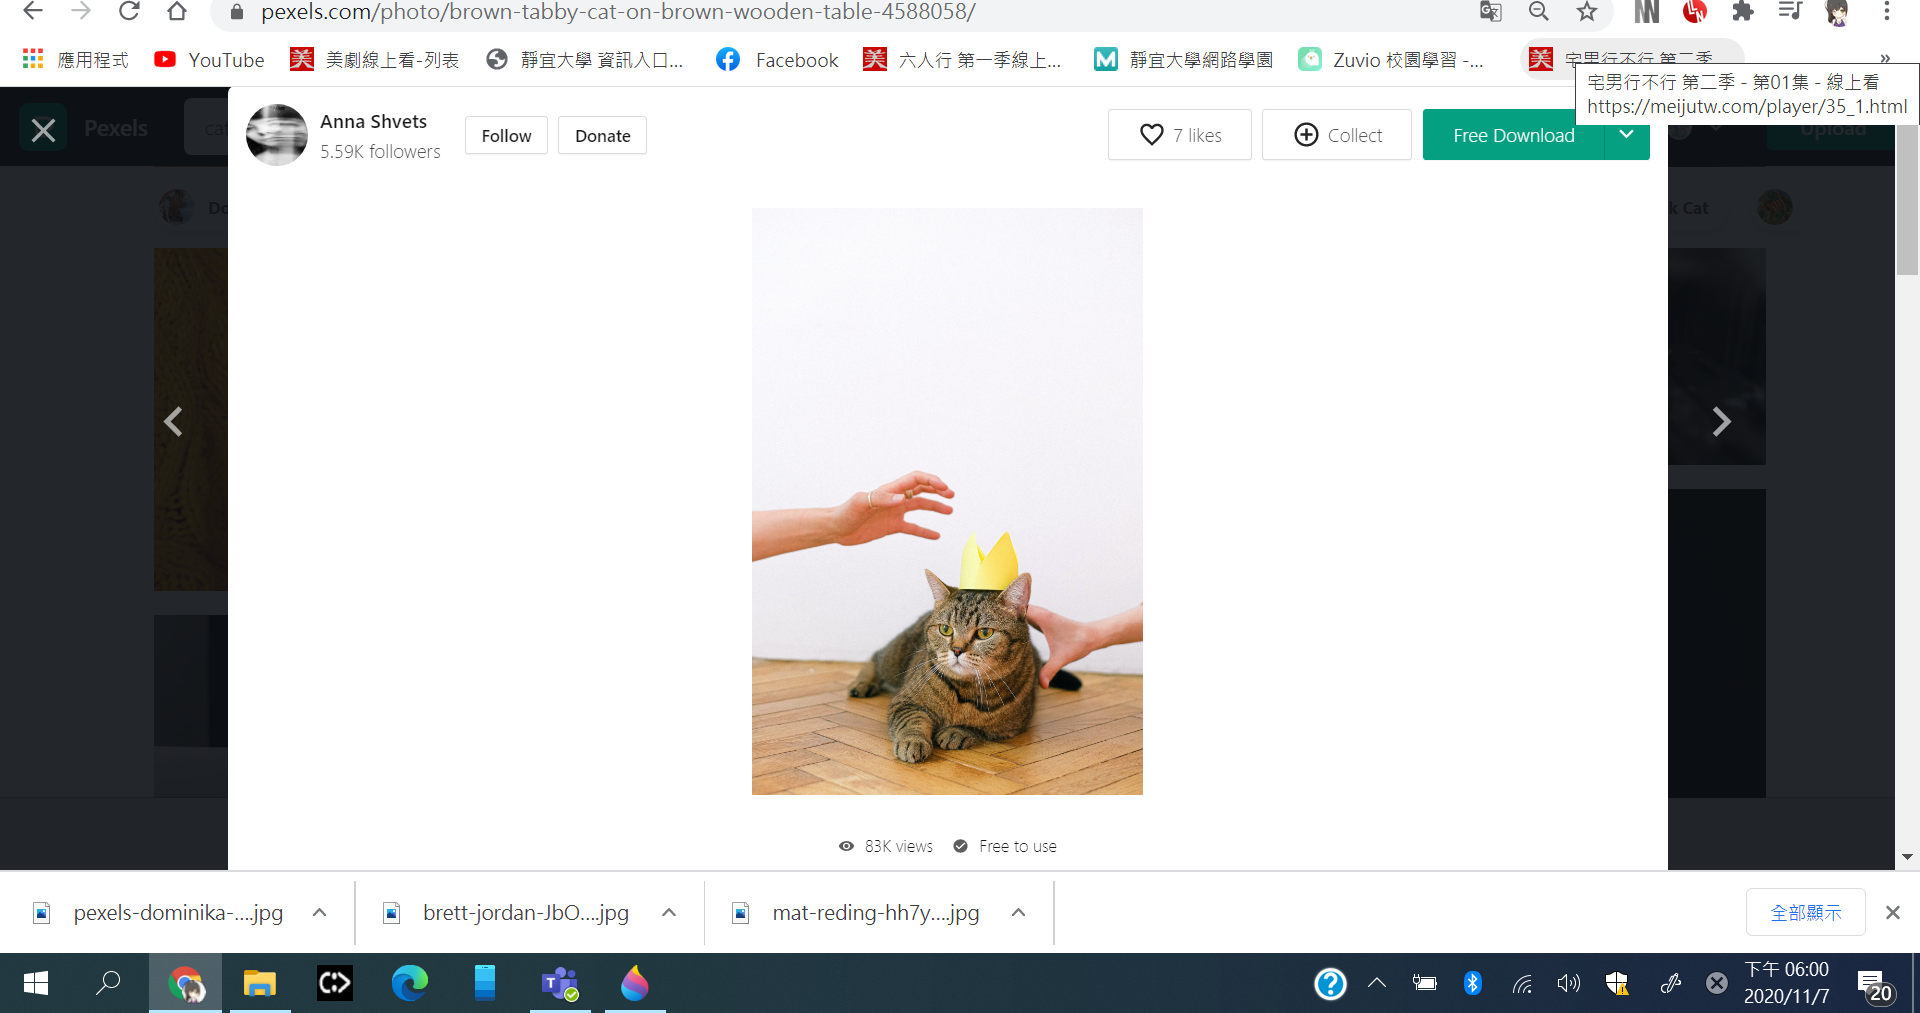 pexels.com/photo/brown-tabby-cat-on-brown-wooden-table-4588058/
應用程式 YouTube 美劇線上看-列表 靜宜大學 資訊入口... Facebook 六人行 第一季線上... 靜宜大學網路學園 Zuvio 校園學習 -... 宅男行不行 第二季 »
宅男行不行 第二季 - 第01集 - 線上看
https://meijutw.com/player/35_1.html
Pexels
Upload
Anna Shvets
5.59K followers
Follow Donate
7 likes Collect Free Download
k Cat
83K views Free to use
pexels-dominika-....jpg brett-jordan-JbO....jpg mat-reding-hh7y....jpg 全部顯示
下午 06:00
2020/11/7
20